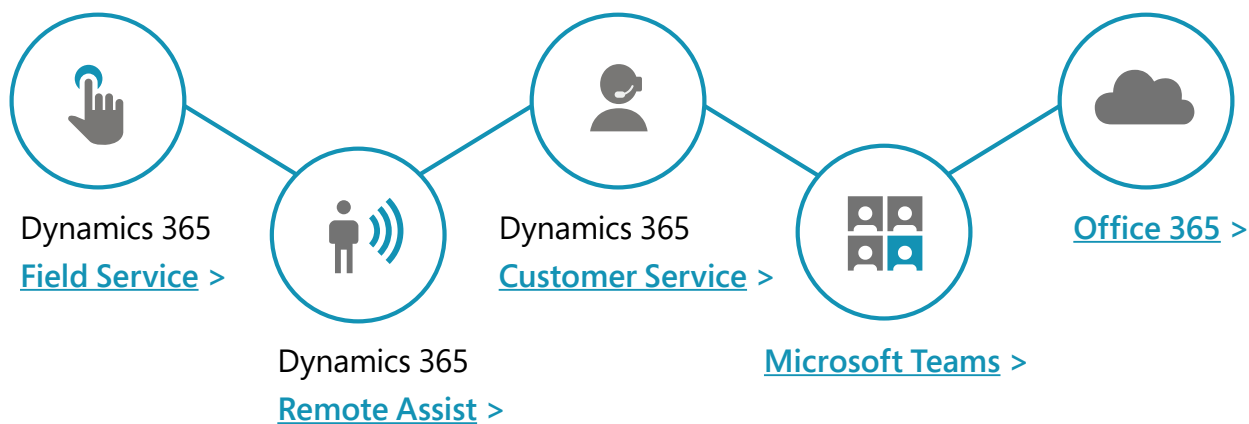 Dynamics 365
Field Service >
Dynamics 365
Remote Assist >
Dynamics 365
Customer Service >
Microsoft Teams >
Office 365 >